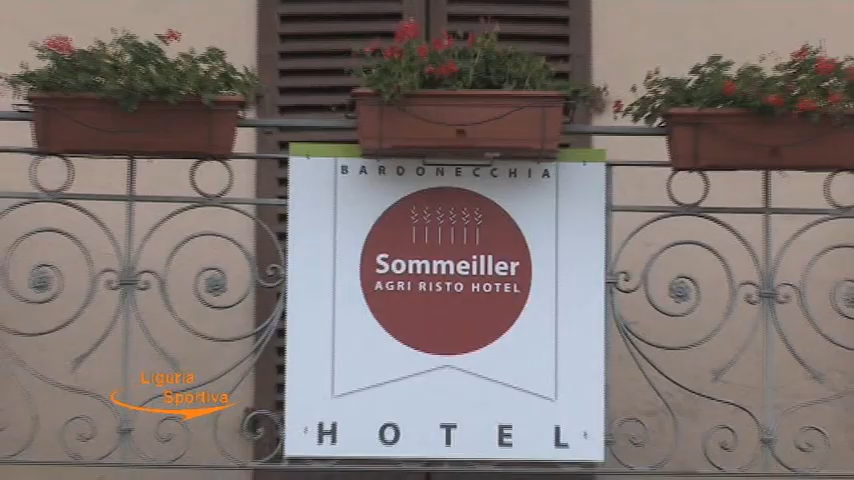 BARDONECCHIA
Sommeiller
AGRI RISTO HOTEL
HOTEL
Liguria
Sportiva